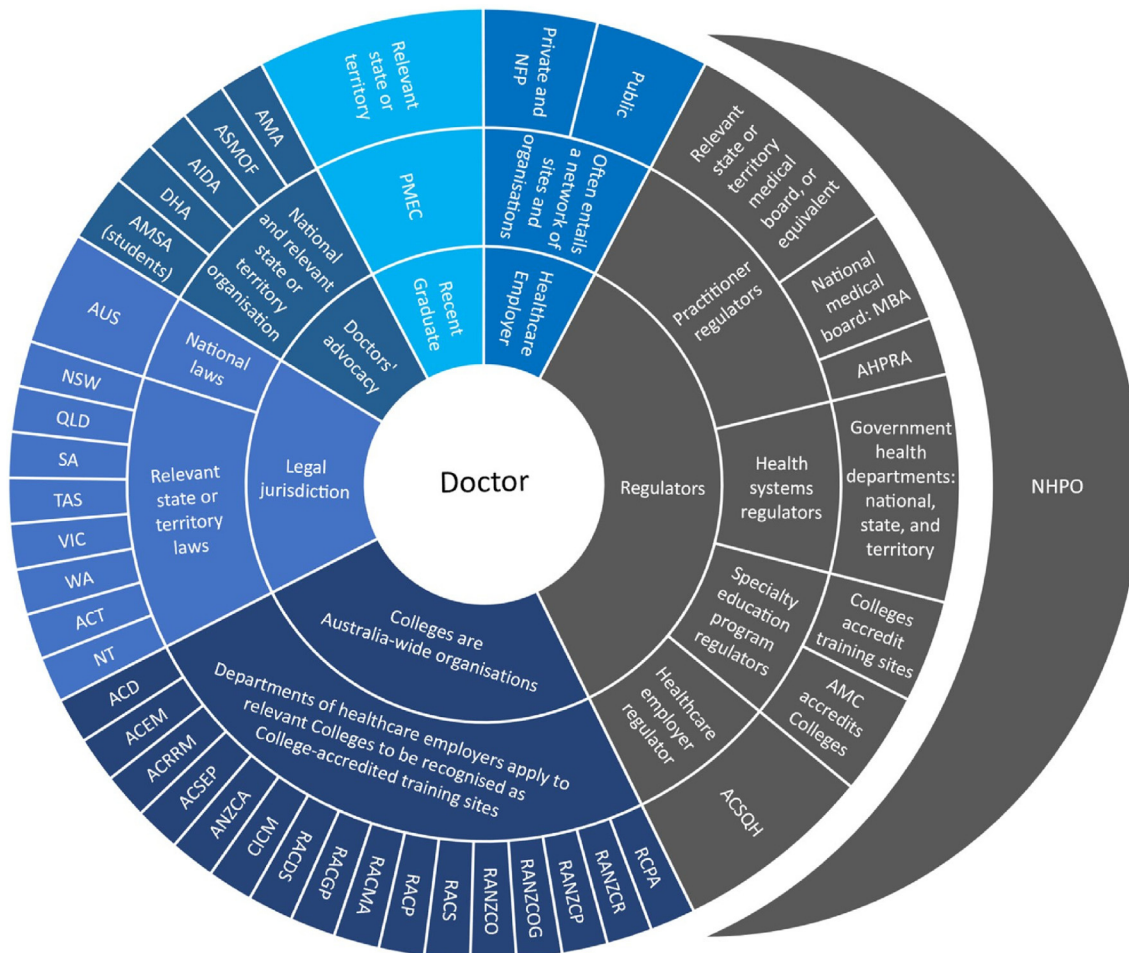 Doctor
Regulators
Practitioner
regulators
Relevant
state or
territory
medical
board, or
equivalent
National
medical
board: MBA
AHPRA
Health
systems
regulators
Government
health
departments:
national,
state, and
territory
Specialty
education
program
regulators
Colleges
accredit
training sites
AMC
accredits
Colleges
Healthcare
employer
regulator
ACSQH
NHPO
Colleges are
Australia-wide organisations
Departments of healthcare employers apply to
relevant Colleges to be recognised as
College-accredited training sites
RCPA
RANZCR
RANZCP
RANZCOG
RANZCO
RACS
RACP
RACMA
RACGP
RACDS
CICM
ANZCA
ACSEP
ACRRM
ACEM
ACD
Legal
jurisdiction
Relevant
state or
territory
laws
NT
ACT
WA
VIC
TAS
SA
QLD
NSW
National
laws
AUS
Doctors'
advocacy
National
and relevant
state or
territory
organisation
AMSA
(students)
DHA
AIDA
ASMOF
AMA
Recent
Graduate
PMEC
Relevant
state or
territory
Healthcare
Employer
Often entails
a network of
sites and
organisations
Private and
NFP
Public